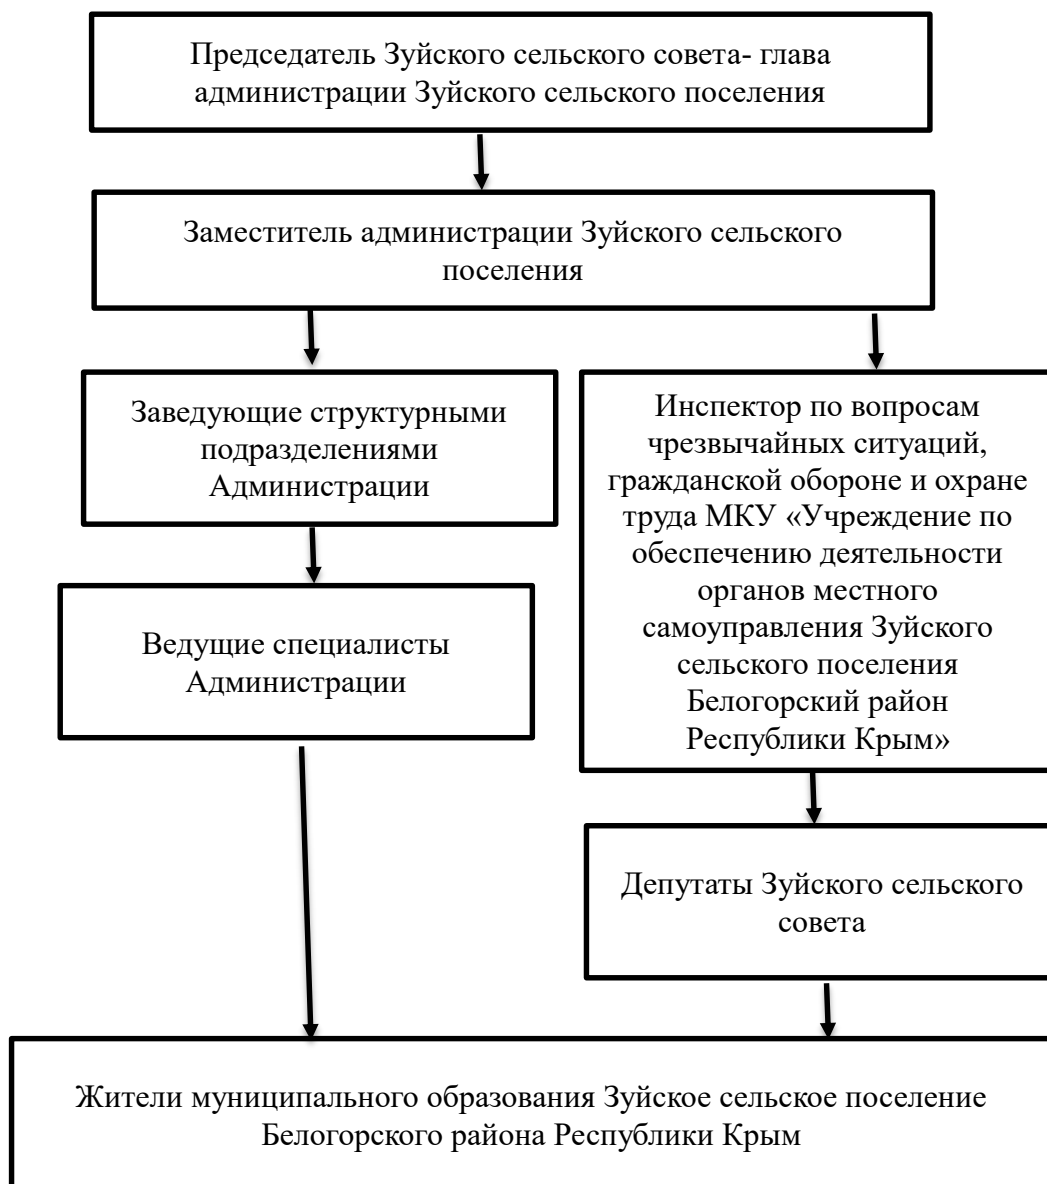 Председатель Зуйского сельского совета- глава
администрации Зуйского сельского поселения
Заместитель администрации Зуйского сельского
поселения
Заведующие структурными
подразделениями
Администрации
Инспектор по вопросам
чрезвычайных ситуаций,
гражданской обороне и охране
труда МКУ «Учреждение по
обеспечению деятельности
органов местного
самоуправления Зуйского
сельского поселения
Белогорский район
Республики Крым»
Ведущие специалисты
Администрации
Депутаты Зуйского сельского
совета
Жители муниципального образования Зуйское сельское поселение
Белогорского района Республики Крым